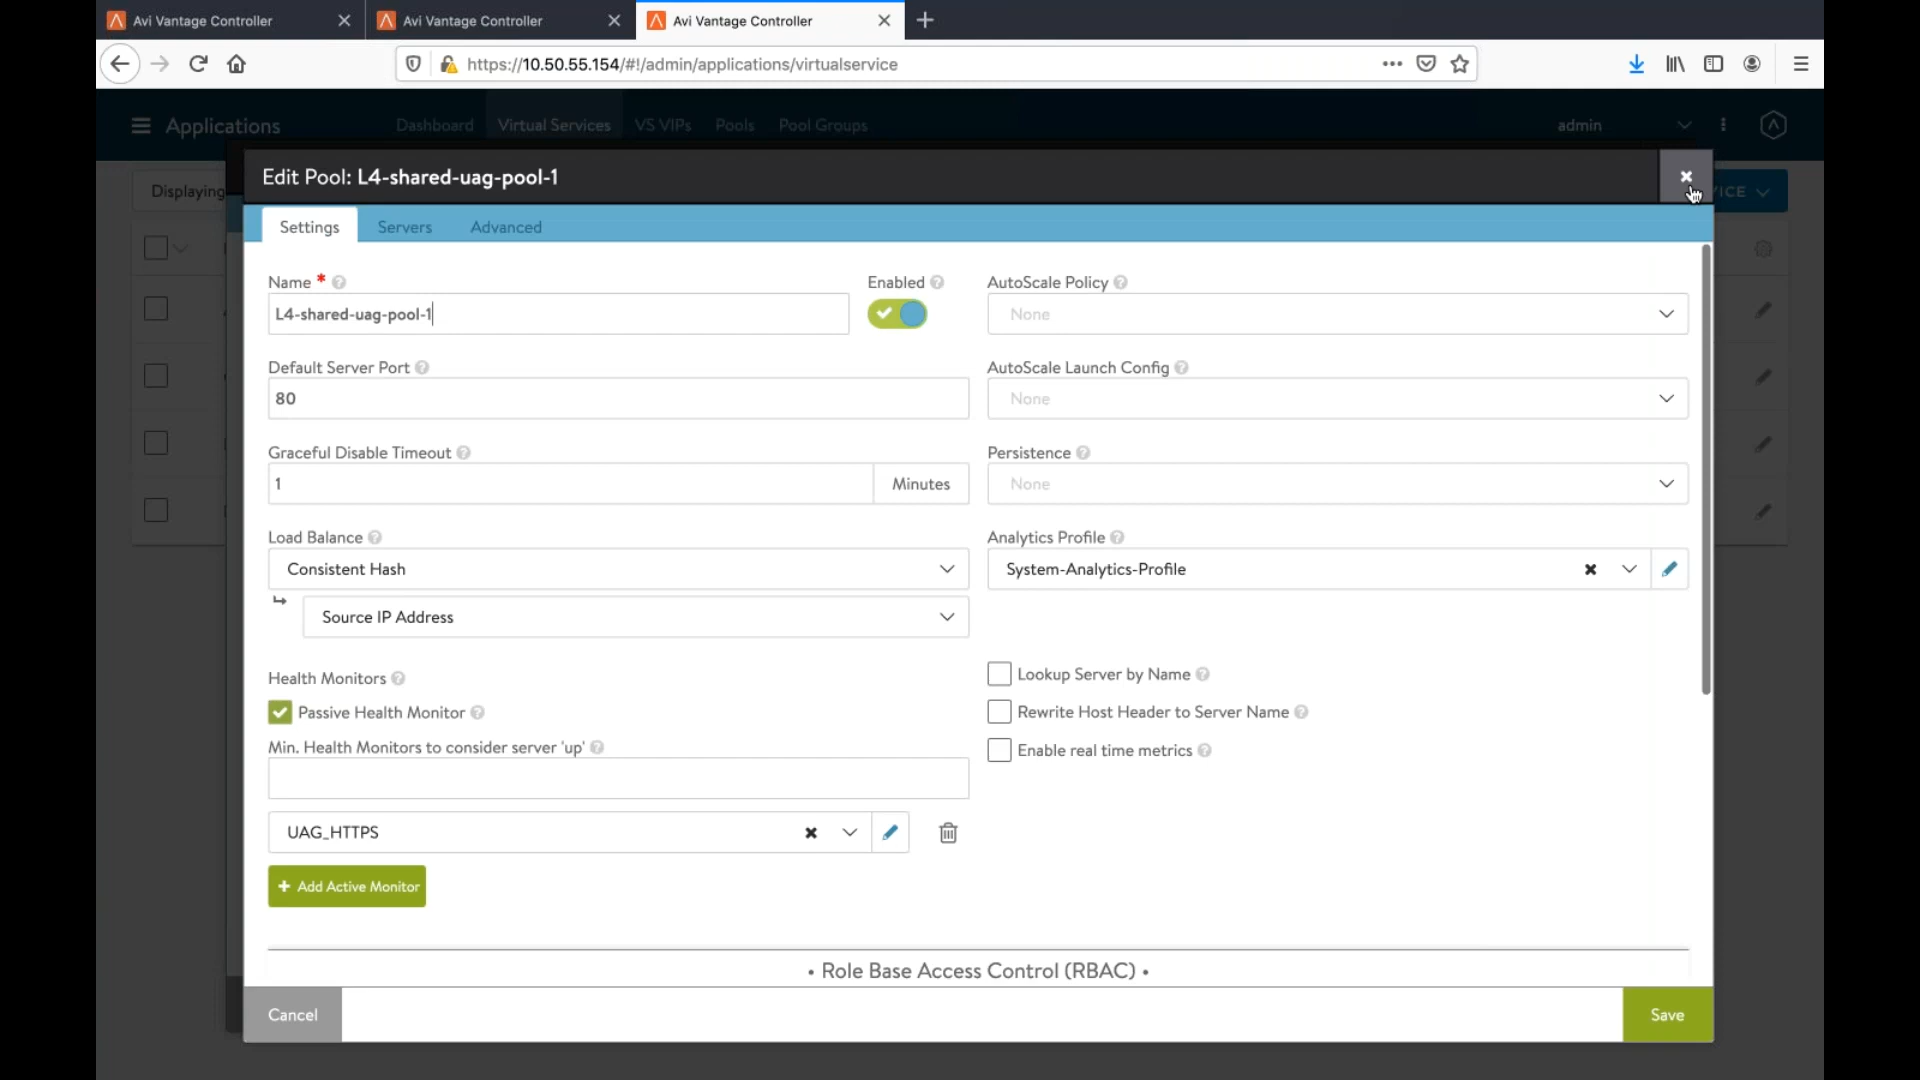 Avi Vantage Controller
Avi Vantage Controller
Avi Vantage Controller
https://10.50.55.154/#!/admin/applications/virtualservice
Applications
Dashboard
Virtual Services
VS VIPs
Pools
Pool Groups
admin
Displaying
ICE
Edit Pool: L4-shared-uag-pool-1
Settings
Servers
Advanced
Name *
L4-shared-uag-pool-1
Enabled
AutoScale Policy
None
Default Server Port
80
AutoScale Launch Config
None
Graceful Disable Timeout
1
Minutes
Persistence
None
Load Balance
Consistent Hash
Source IP Address
Analytics Profile
System-Analytics-Profile
Health Monitors
Passive Health Monitor
Min. Health Monitors to consider server 'up'
Lookup Server by Name
Rewrite Host Header to Server Name
Enable real time metrics
UAG_HTTPS
+ Add Active Monitor
• Role Base Access Control (RBAC) •
Cancel
Save